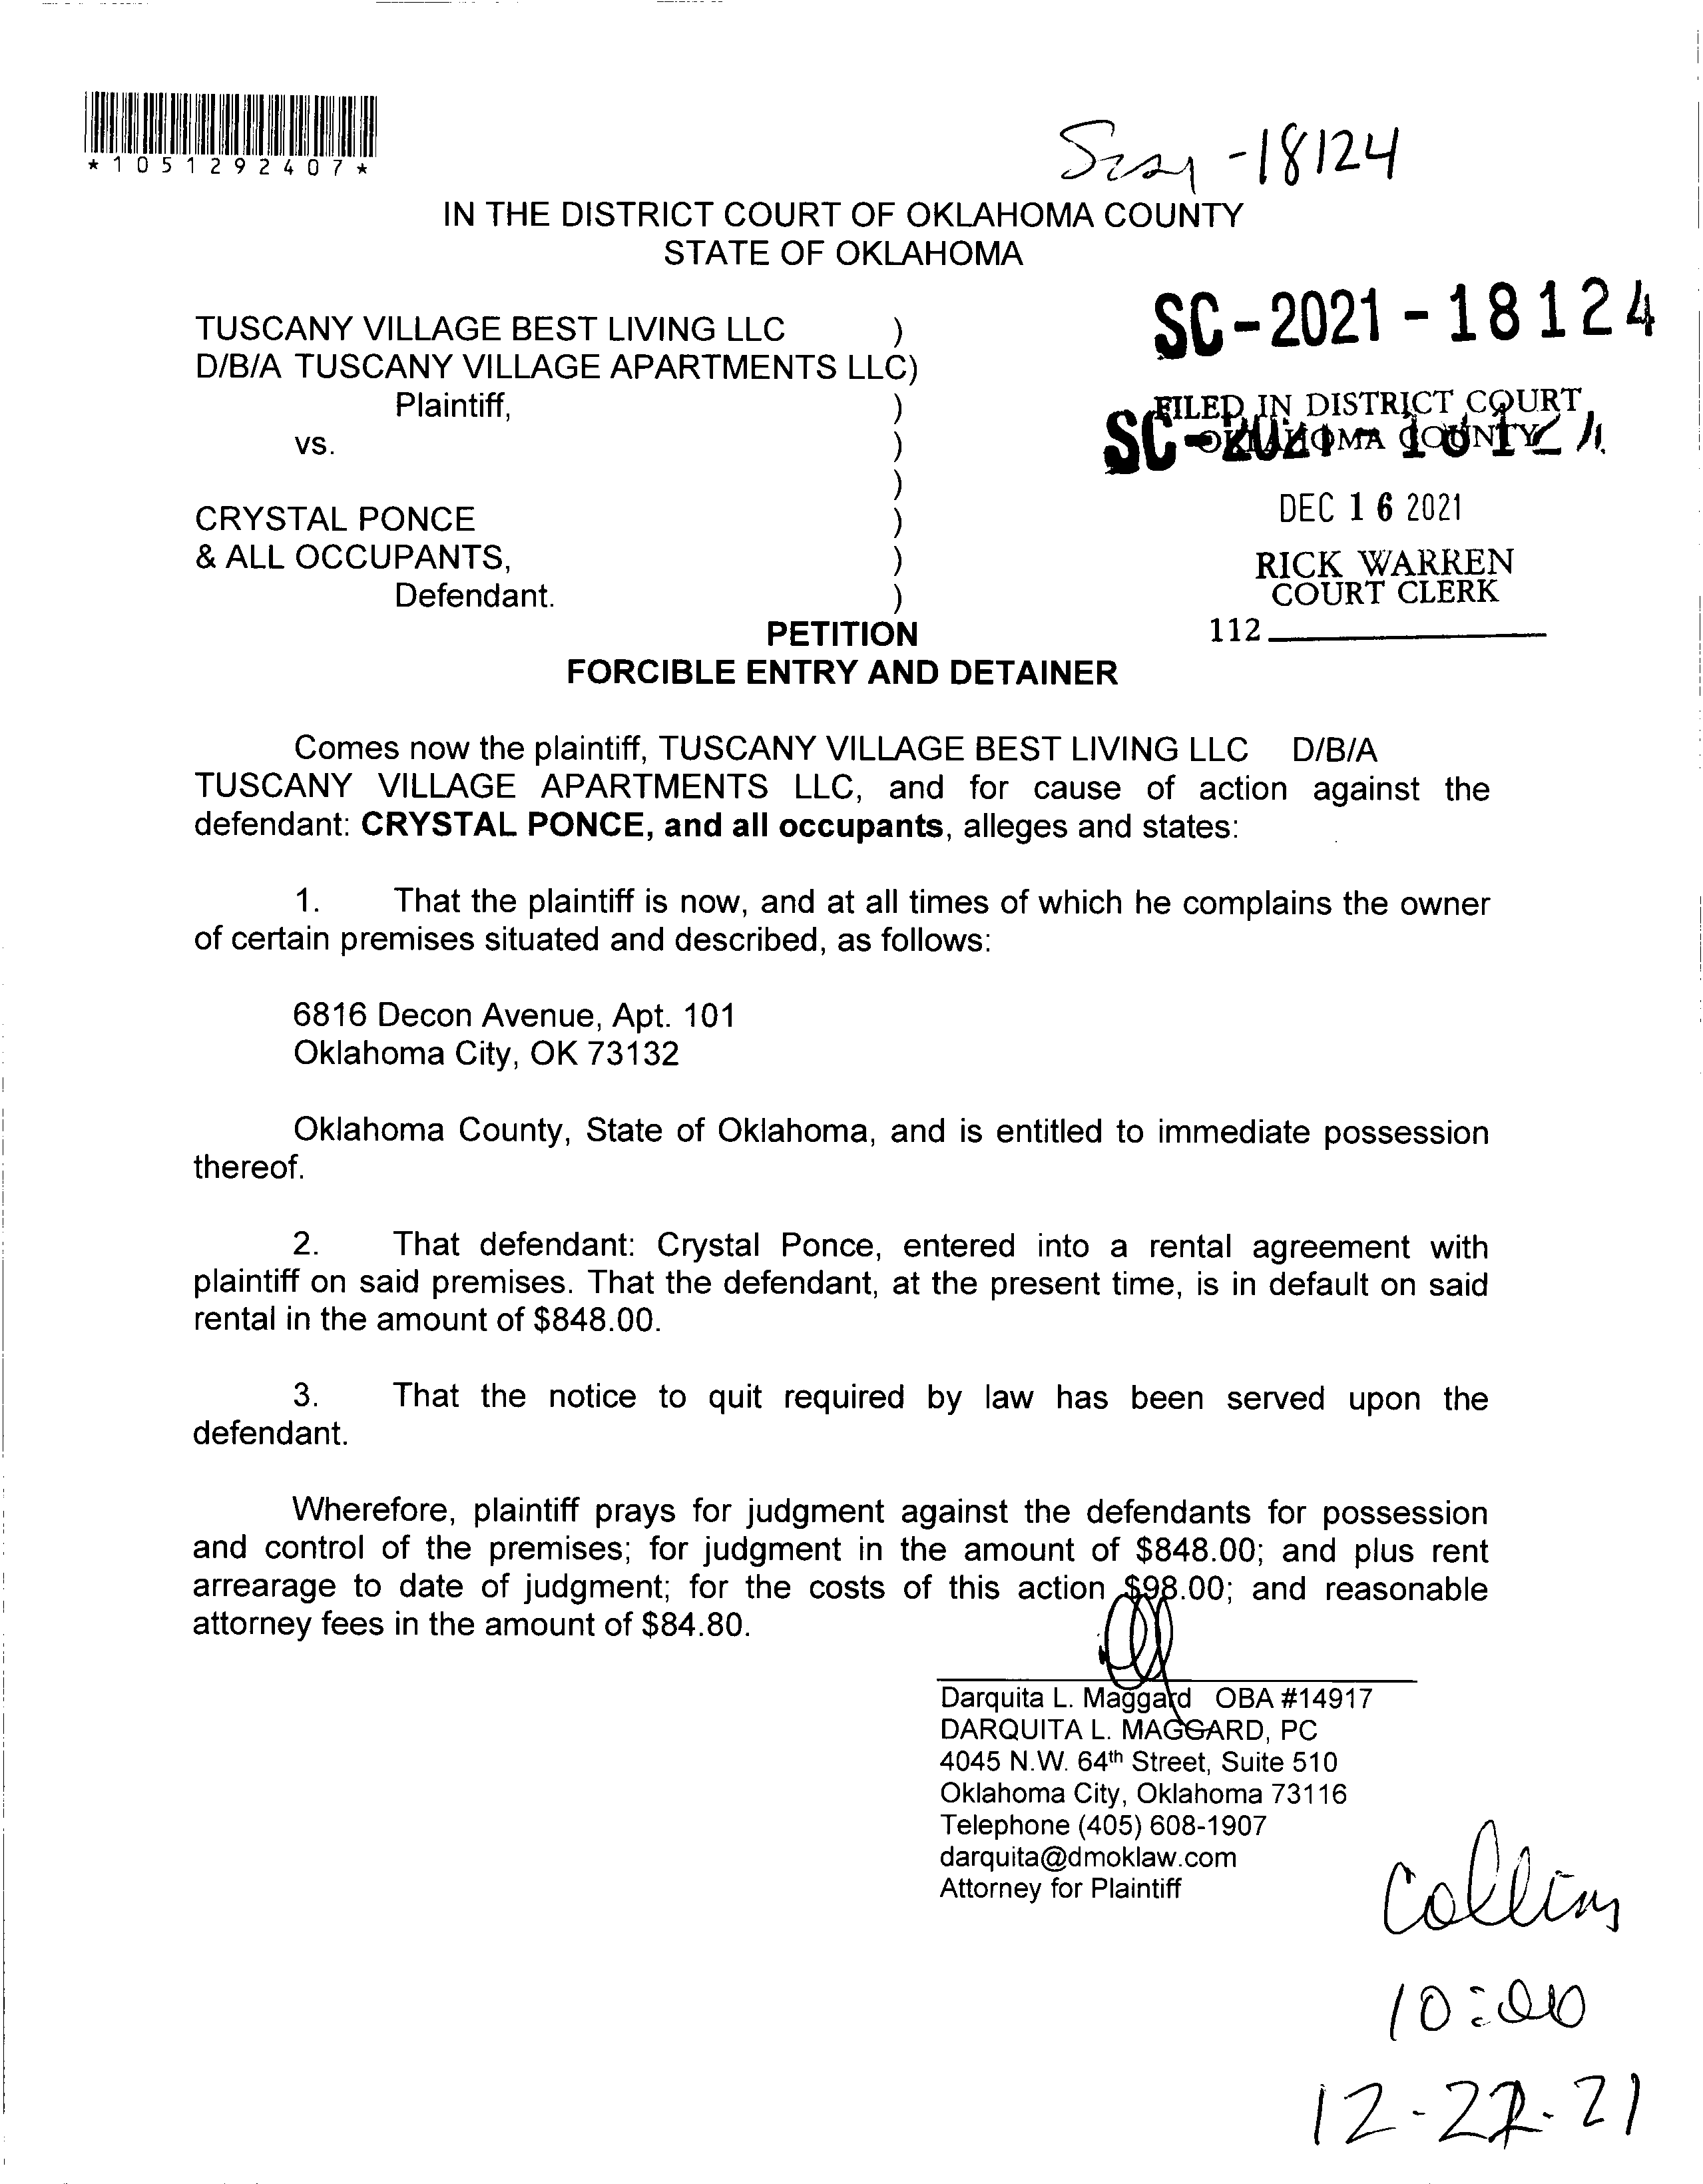 *1051292407*
-18124
IN THE DISTRICT COURT OF OKLAHOMA COUNTY
STATE OF OKLAHOMA
SC-2021-18124
TUSCANY VILLAGE BEST LIVING LLC )
D/B/A TUSCANY VILLAGE APARTMENTS LLC)
Plaintiff, )
vs. )
)
CRYSTAL PONCE )
& ALL OCCUPANTS, )
Defendant. )
FILED IN DISTRICT COURT
OKLAHOMA COUNTY
DEC 16 2021
RICK WARREN
COURT CLERK
112
PETITION
FORCIBLE ENTRY AND DETAINER
Comes now the plaintiff, TUSCANY VILLAGE BEST LIVING LLC D/B/A
TUSCANY VILLAGE APARTMENTS LLC, and for cause of action against the
defendant: CRYSTAL PONCE, and all occupants, alleges and states:
1. That the plaintiff is now, and at all times of which he complains the owner
of certain premises situated and described, as follows:
6816 Decon Avenue, Apt. 101
Oklahoma City, OK 73132
Oklahoma County, State of Oklahoma, and is entitled to immediate possession
thereof.
2. That defendant: Crystal Ponce, entered into a rental agreement with
plaintiff on said premises. That the defendant, at the present time, is in default on said
rental in the amount of $848.00.
3. That the notice to quit required by law has been served upon the
defendant.
Wherefore, plaintiff prays for judgment against the defendants for possession
and control of the premises; for judgment in the amount of $848.00; and plus rent
arrearage to date of judgment; for the costs of this action $98.00; and reasonable
attorney fees in the amount of $84.80.
Darquita L. Maggard OBA #14917
DARQUITA L. MAGGARD, PC
4045 N.W. 64th Street, Suite 510
Oklahoma City, Oklahoma 73116
Telephone (405) 608-1907
darquita@dmoklaw.com
Attorney for Plaintiff
Collins
10:00
12-22-21